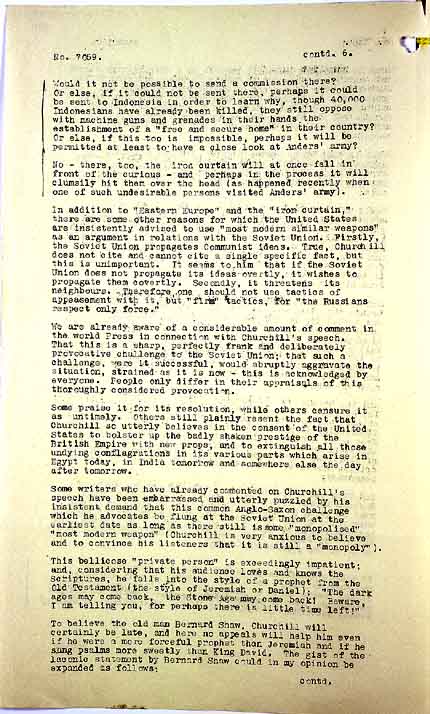 No. 7069.
contd. 6.
Would it not be possible to send a commission there?
Or else, if it could not be sent there, perhaps it could
be sent to Indonesia in order to learn why, though 40,000
Indonesians have already been killed, they still oppose
with machine guns and grenades in their hands the
establishment of a "free and secure home" in their country?
Or else, if this too is impossible, perhaps it will be
permitted at least to have a close look at Anders' army?
No - there, too, the iron curtain will at once fall in
front of the curious - and perhaps in the process it will
clumsily hit them over the head (as happened recently when
one of such undesirable persons visited Anders' army).
In addition to "Eastern Europe" and the "iron curtain,"
there are some other reasons for which the United States
are insistently advised to use "most modern similar weapons"
as an argument in relations with the Soviet Union. Firstly,
the Soviet Union propagates Communist ideas. True, Churchill
does not cite and cannot cite a single specific fact, but
this is unimportant. It seems to him that if the Soviet
Union does not propagate its ideas overtly, it wishes to
propagate them covertly. Secondly, it threatens its
neighbours. Therefore one should not use tactics of
appeasement with it, but "firm" tactics, for "the Russians
respect only force."
We are already aware of a considerable amount of comment in
the world Press in connection with Churchill's speech.
That this is a sharp, perfectly frank and deliberately
provocative challenge to the Soviet Union; that such a
challenge, were it successful, would abruptly aggravate the
situation, strained as it is now - this is acknowledged by
everyone. People only differ in their appraisals of this
thoroughly considered provocation.
Some praise it for its resolution, while others censure it
as untimely. Others still plainly resent the fact that
Churchill so utterly believes in the consent of the United
States to bolster up the badly shaken prestige of the
British Empire with new props, and to extinguish all those
undying conflagrations in its various parts which arise in
Egypt today, in India tomorrow and somewhere else the day
after tomorrow.
Some writers who have already commented on Churchill's
speech have been embarrassed and utterly puzzled by his
insistent demand that this common Anglo-Saxon challenge
which he advocates be flung at the Soviet Union at the
earliest date as long as there still is some "monopolised"
"most modern weapon" (Churchill is very anxious to believe
and to convince his listeners that it is still a "monopoly").
This bellicose "private person" is exceedingly impatient;
and, considering that his audience loves and knows the
Scriptures, he falls into the style of a prophet from the
Old Testament (the style of Jeremiah or Daniel): "The dark
ages may come back, the Stone Age may come back! Beware,
I am telling you, for perhaps there is little time left!"
To believe the old man Bernard Shaw, Churchill will
certainly be late, and here no appeals will help him even
if he were a more forceful prophet than Jeremiah and if he
sung psalms more sweetly than King David. The gist of the
laconic statement by Bernard Shaw could in my opinion be
expanded as follows:
contd.